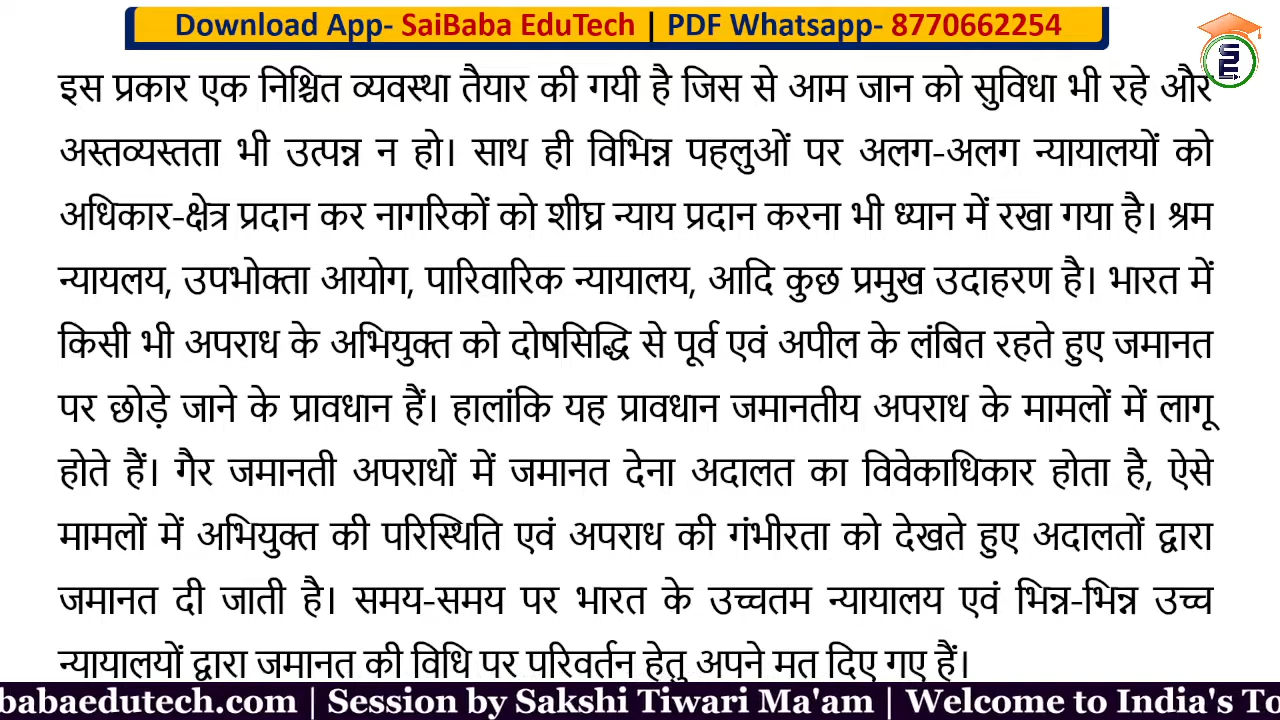 Download App- SaiBaba EduTech | PDF Whatsapp- 8770662254
SE
इस प्रकार एक निश्चित व्यवस्था तैयार की गयी है जिस से आम जान को सुविधा भी रहे और
अस्तव्यस्तता भी उत्पन्न न हो। साथ ही विभिन्न पहलुओं पर अलग-अलग न्यायालयों को
अधिकार-क्षेत्र प्रदान कर नागरिकों को शीघ्र न्याय प्रदान करना भी ध्यान में रखा गया है। श्रम
न्यायलय, उपभोक्ता आयोग, पारिवारिक न्यायालय, आदि कुछ प्रमुख उदाहरण है। भारत में
किसी भी अपराध के अभियुक्त को दोषसिद्धि से पूर्व एवं अपील के लंबित रहते हुए जमानत
पर छोड़े जाने के प्रावधान हैं। हालांकि यह प्रावधान जमानतीय अपराध के मामलों में लागू
होते हैं। गैर जमानती अपराधों में जमानत देना अदालत का विवेकाधिकार होता है, ऐसे
मामलों में अभियुक्त की परिस्थिति एवं अपराध की गंभीरता को देखते हुए अदालतों द्वारा
जमानत दी जाती है। समय-समय पर भारत के उच्चतम न्यायालय एवं भिन्न-भिन्न उच्च
न्यायालयों द्वारा जमानत की विधि पर परिवर्तन हेतु अपने मत दिए गए हैं।
babaedutech.com | Session by Sakshi Tiwari Ma'am | Welcome to India's To